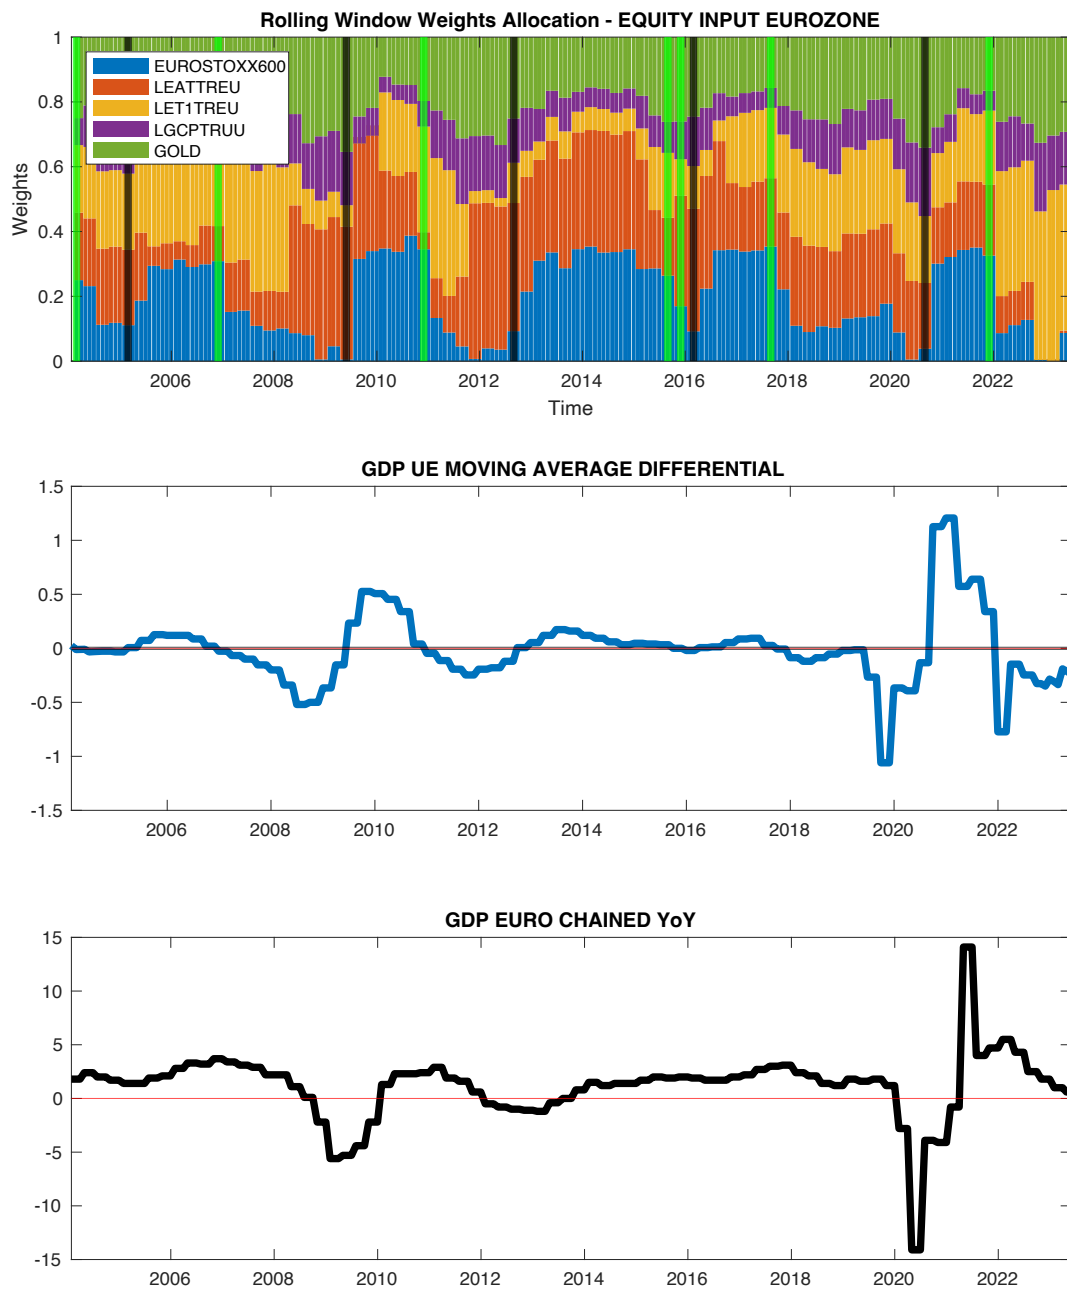 Rolling Window Weights Allocation - EQUITY INPUT EUROZONE
1
0.8
0.6
0.4
0.2
0
Weights
EUROSTOXX600
LEATTREU
LET1TREU
LGCPTRUU
GOLD
2006 2008 2010 2012 2014 2016 2018 2020 2022
Time
GDP UE MOVING AVERAGE DIFFERENTIAL
1.5
1
0.5
0
-0.5
-1
-1.5
2006 2008 2010 2012 2014 2016 2018 2020 2022
GDP EURO CHAINED YoY
15
10
5
0
-5
-10
-15
2006 2008 2010 2012 2014 2016 2018 2020 2022